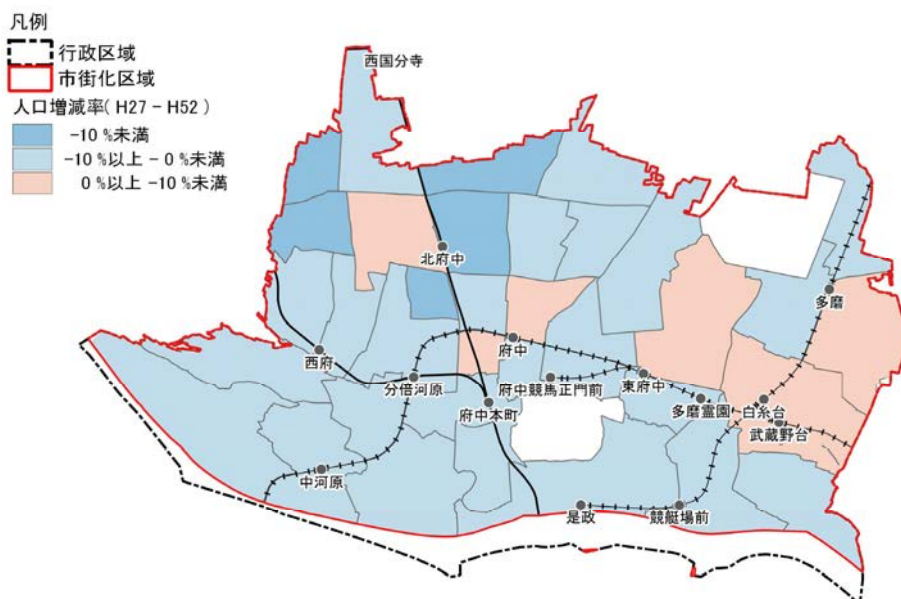 凡例
行政区域
市街化区域
人口増減率( H27 - H52 )
-10 %未満
-10 %以上 - 0 %未満
0 %以上 -10 %未満
西国分寺
北府中
多磨
府中
西府
分倍河原
府中競馬正門前
東府中
府中本町
多磨霊園
白糸台
武蔵野台
中河原
是政
競艇場前